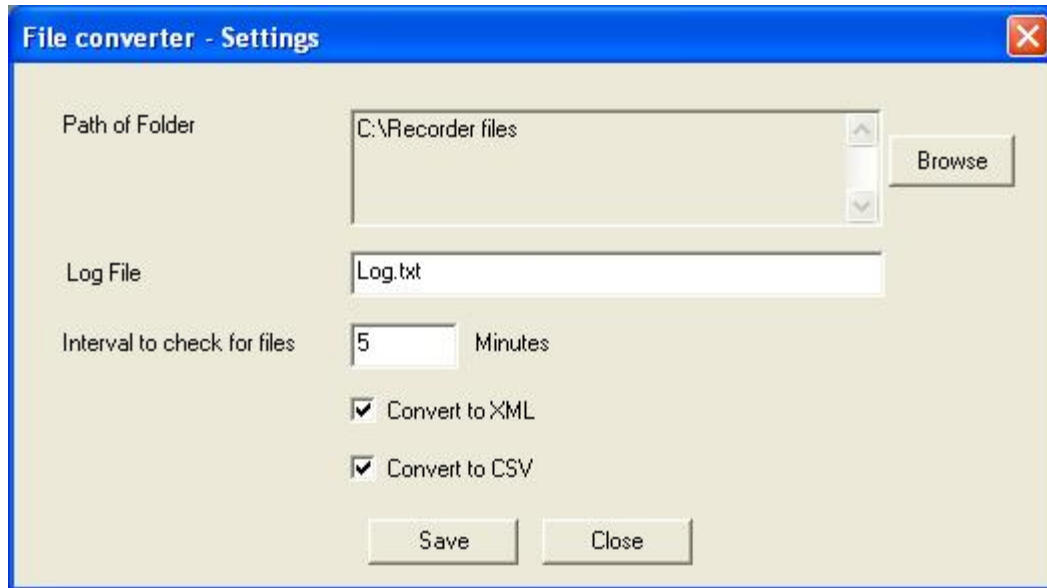 File converter - Settings
Path of Folder
C:\Recorder files
Browse
Log File
Log.txt
Interval to check for files
5
Minutes
Convert to XML
Convert to CSV
Save
Close